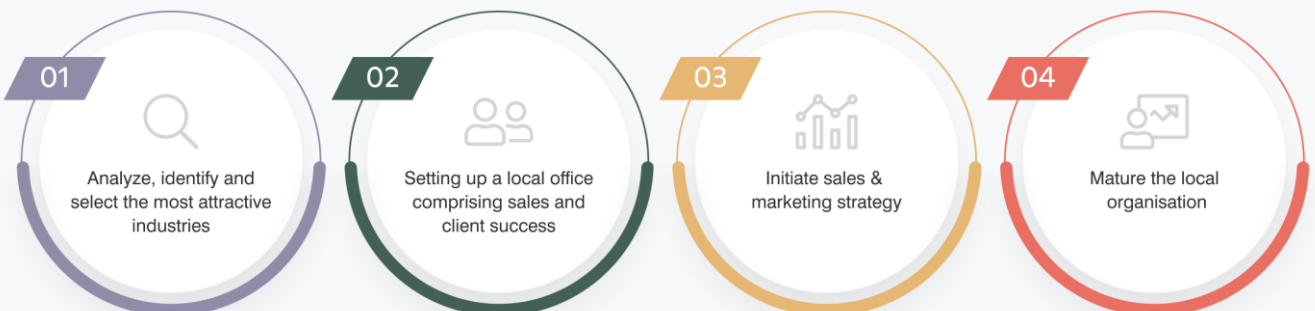 01
Analyze, identify and
select the most attractive
industries
02
Setting up a local office
comprising sales and
client success
03
Initiate sales &
marketing strategy
04
Mature the local
organisation